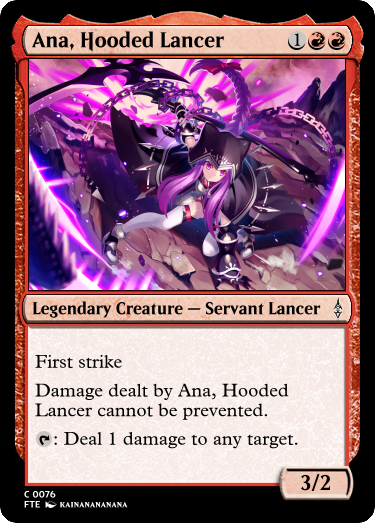 Ana, Hooded Lancer 1
Legendary Creature — Servant Lancer
First strike
Damage dealt by Ana, Hooded
Lancer cannot be prevented.
: Deal 1 damage to any target.
3/2
C 0076
FTE KAINANANANANA